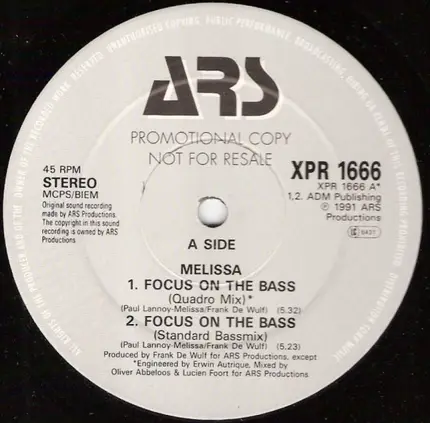 ARS
PROMOTIONAL COPY
NOT FOR RESALE
45 RPM
STEREO
MCPS/BIEM
Original sound recording
made by ARS Productions.
The copyright in this sound
recording is owned by ARS
Productions.
XPR 1666
XPR 1666 A*
1,2. ADM Publishing
Ⓟ 1991 ARS
Productions
A SIDE
MELISSA
1. FOCUS ON THE BASS
(Quadro Mix)*
(Paul Lannoy-Melissa/Frank De Wulf) (5.32
2. FOCUS ON THE BASS
(Standard Bassmix)
(Paul Lannoy-Melissa/Frank De Wulf) (5.23)
Produced by Frank De Wulf for ARS Productions, except
*Engineered by Erwin Autrique, Mixed by
Oliver Abbeloos & Lucien Foort for ARS Productions